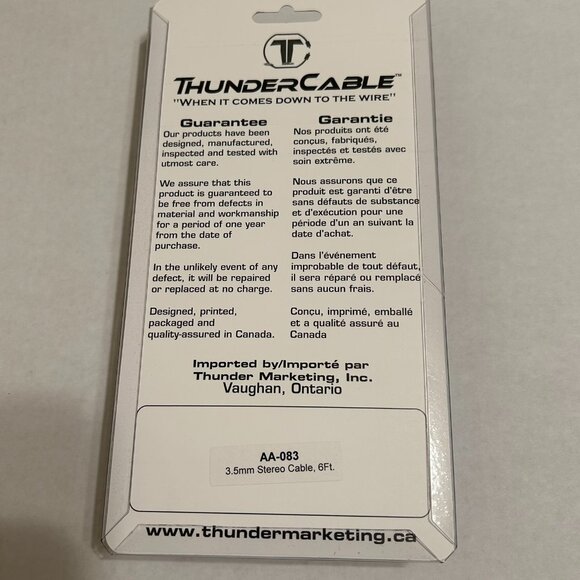 T
THUNDERCABLE™
"WHEN IT COMES DOWN TO THE WIRE"
Guarantee
Our products have been
designed, manufactured,
inspected and tested with
utmost care.
We assure that this
product is guaranteed to
be free from defects in
material and workmanship
for a period of one year
from the date of
purchase.
In the unlikely event of any
defect, it will be repaired
or replaced at no charge.
Designed, printed,
packaged and
quality-assured in Canada.
Garantie
Nos produits ont été
conçus, fabriqués,
inspectés et testés avec
soin extrême.
Nous assurons que ce
produit est garanti d'être
sans défauts de substance
et d'exécution pour une
période d'un an suivant la
date d'achat.
Dans l'événement
improbable de tout défaut,
il sera réparé ou remplacé
sans aucun frais.
Conçu, imprimé, emballé
et a qualité assuré au
Canada
Imported by/Importé par
Thunder Marketing, Inc.
Vaughan, Ontario
AA-083
3.5mm Stereo Cable, 6Ft.
www.thundermarketing.ca